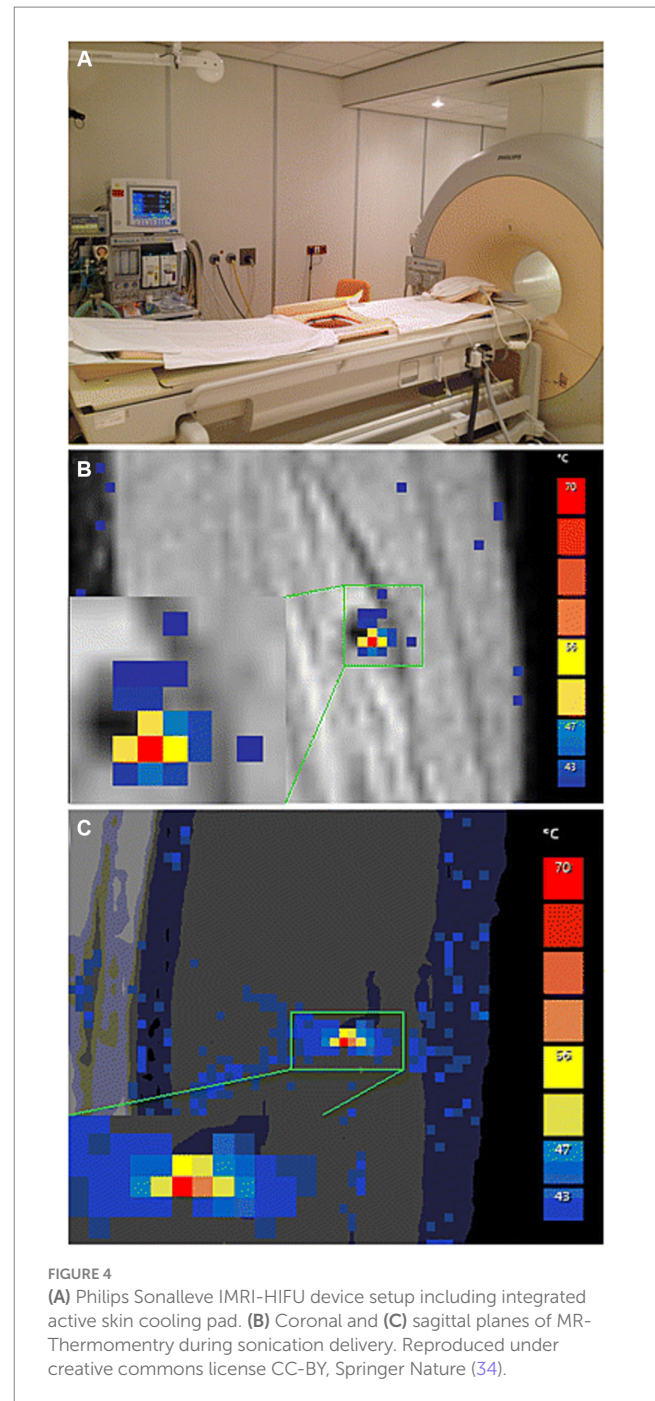 A
PHILIPS
B
°C
70
56
47
43
C
°C
70
56
47
43
FIGURE 4
(A) Philips Sonalleve IMRI-HIFU device setup including integrated
active skin cooling pad. (B) Coronal and (C) sagittal planes of MR-
Thermomentry during sonication delivery. Reproduced under
creative commons license CC-BY, Springer Nature (34).